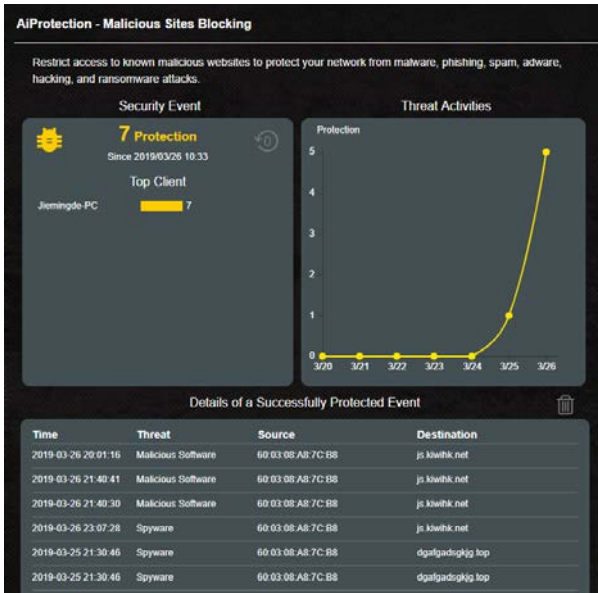 AiProtection - Malicious Sites Blocking
Restrict access to known malicious websites to protect your network from malware, phishing, spam, adware,
hacking, and ransomware attacks.
Security Event
7 Protection
Since 2019/03/26 10:33
0
Top Client
Jiemingde-PC 7
Threat Activities
Protection
5
4
3
2
1
0
3/20 3/21 3/22 3/23 3/24 3/25 3/26
Details of a Successfully Protected Event
Time Threat Source Destination
2019-03-26 20:01:16 Malicious Software 60:03:08:A8:7C:B8 js.kiwihk.net
2019-03-26 21:40:41 Malicious Software 60:03:08:A8:7C:B8 js.kiwihk.net
2019-03-26 21:40:30 Malicious Software 60:03:08:A8:7C:B8 js.kiwihk.net
2019-03-26 23:07:28 Spyware 60:03:08:A8:7C:B8 js.kiwihk.net
2019-03-25 21:30:46 Spyware 60:03:08:A8:7C:B8 dgafgadsgkjg.top
2019-03-25 21:30:46 Spyware 60:03:08:A8:7C:B8 dgafgadsgkjg.top